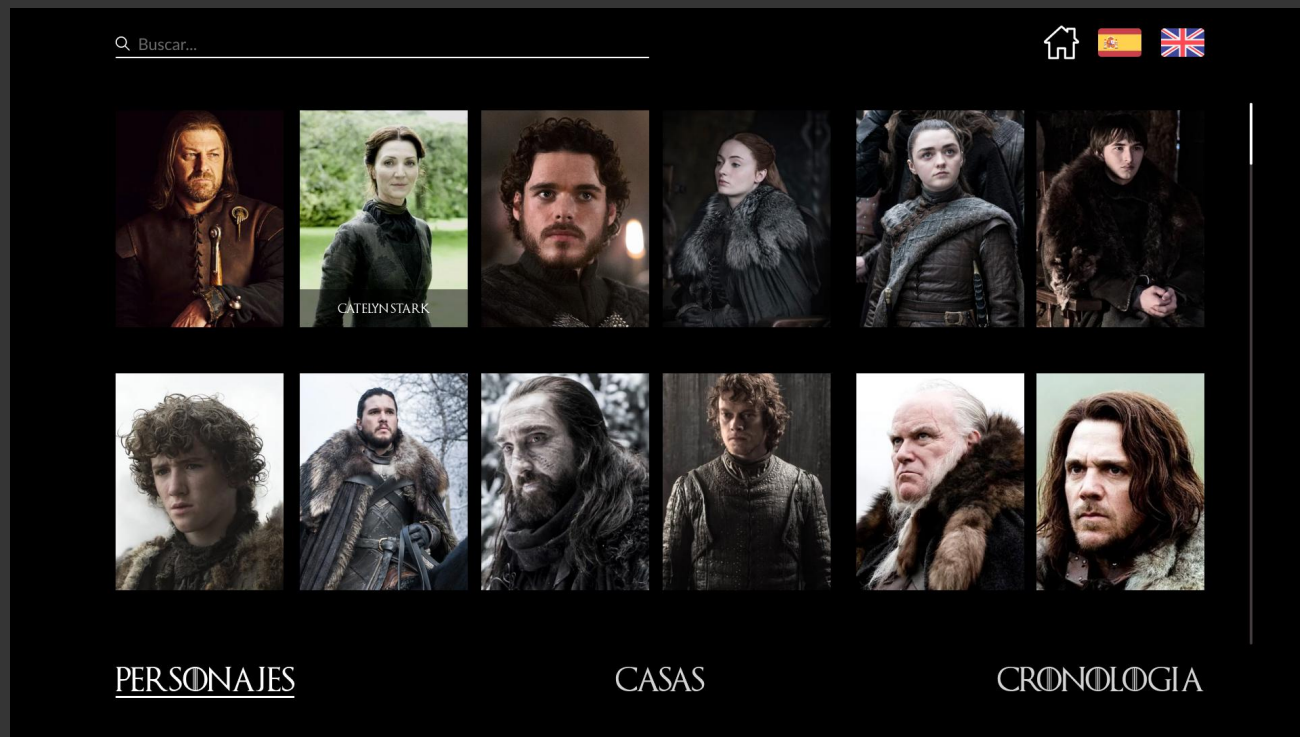 Buscar...
CATELYN STARK
PERSONAJES
CASAS
CRONOLOGIA